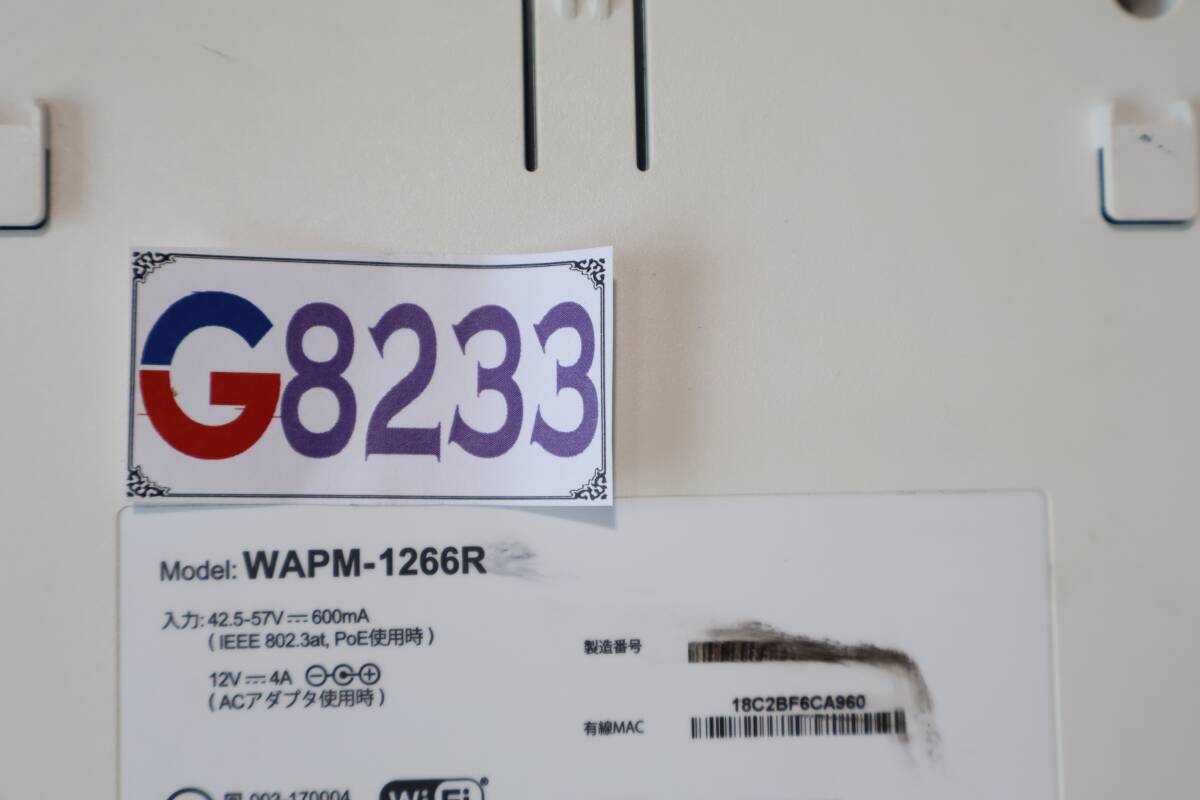 G8233
Model: WAPM-1266R
入力: 42.5-57V⎓600mA
( IEEE 802.3at, PoE使用時 )
12V⎓4A
( ACアダプタ使用時 )
製造番号
18C2BF6CA960
有線MAC
003-170004
Wi Fi